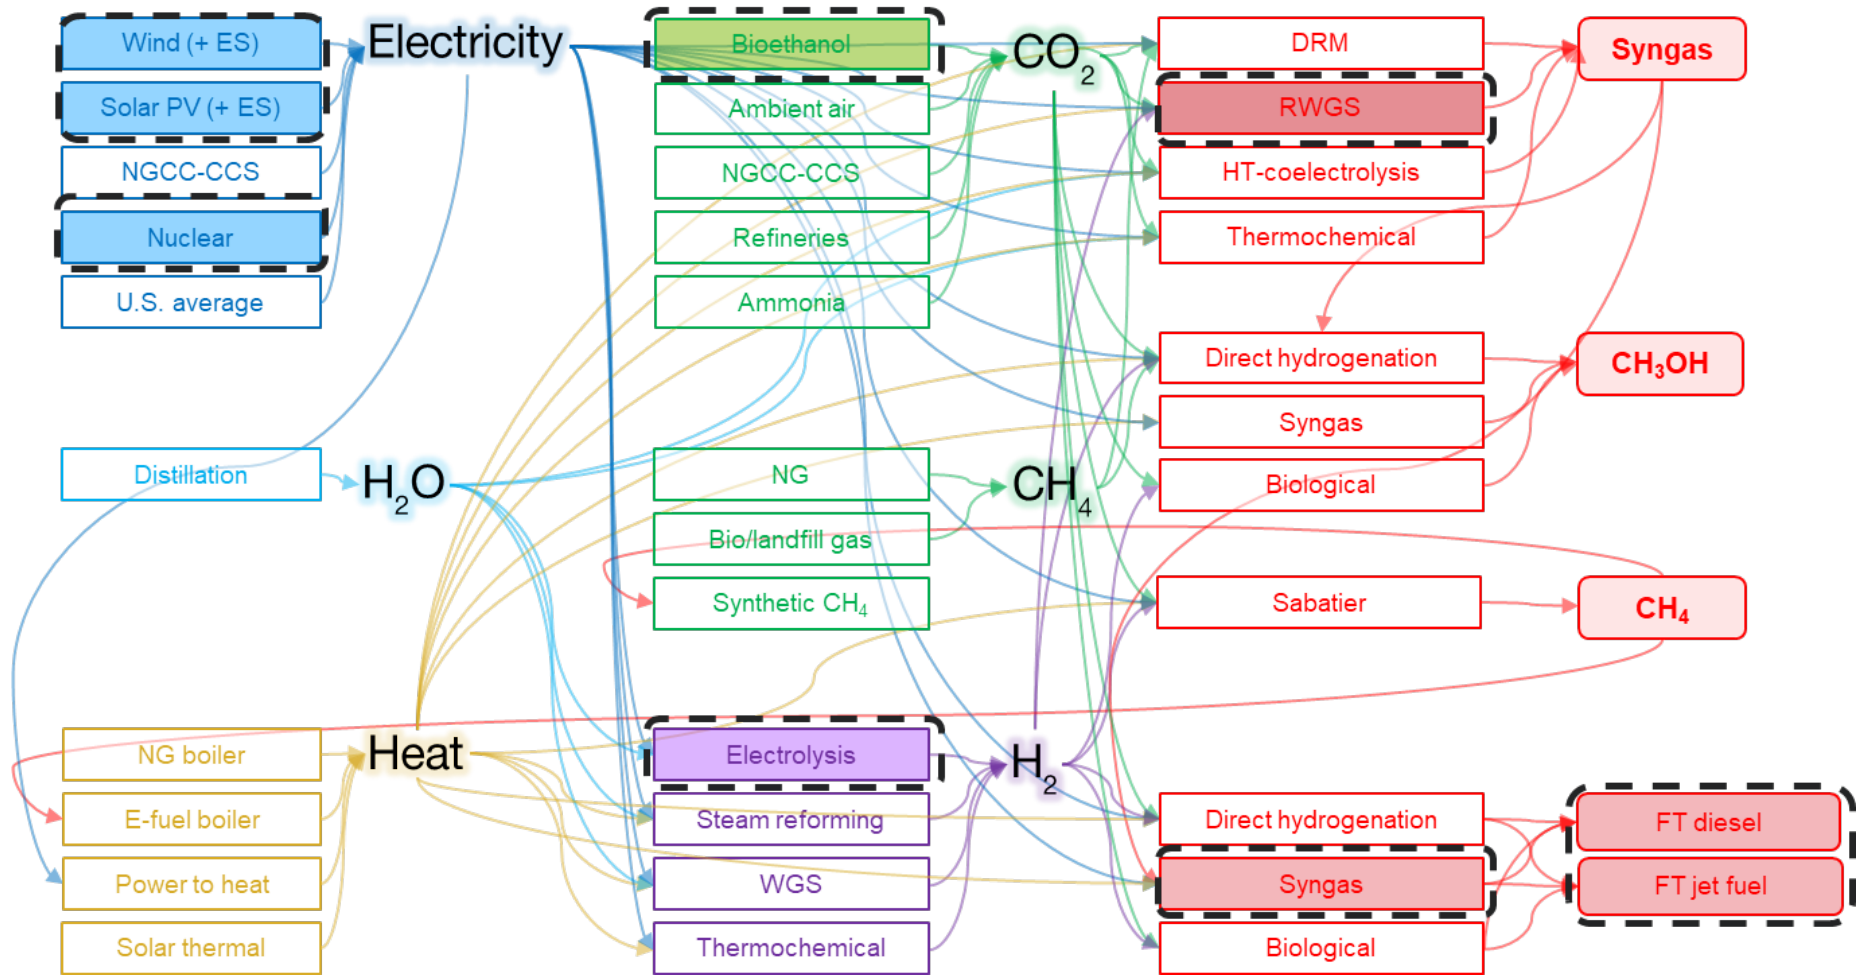 Wind (+ ES)
Solar PV (+ ES)
NGCC-CCS
Nuclear
U.S. average
Electricity
Distillation
H₂O
NG boiler
E-fuel boiler
Power to heat
Solar thermal
Heat
Bioethanol
Ambient air
NGCC-CCS
Refineries
Ammonia
CO₂
NG
Bio/landfill gas
Synthetic CH₄
CH₄
Electrolysis
Steam reforming
WGS
Thermochemical
H₂
DRM
RWGS
HT-coelectrolysis
Thermochemical
Syngas
Direct hydrogenation
Syngas
Biological
CH₃OH
Sabatier
CH₄
Direct hydrogenation
Syngas
Biological
FT diesel
FT jet fuel